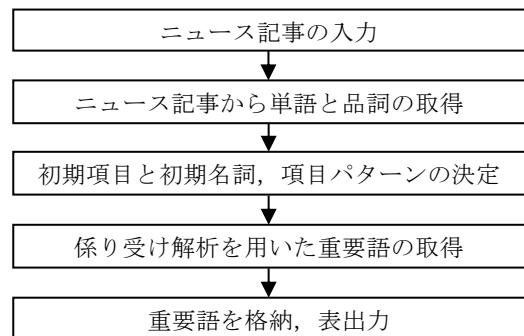 ニュース記事の入力
ニュース記事から単語と品詞の取得
初期項目と初期名詞，項目パターンの決定
係り受け解析を用いた重要語の取得
重要語を格納，表出力